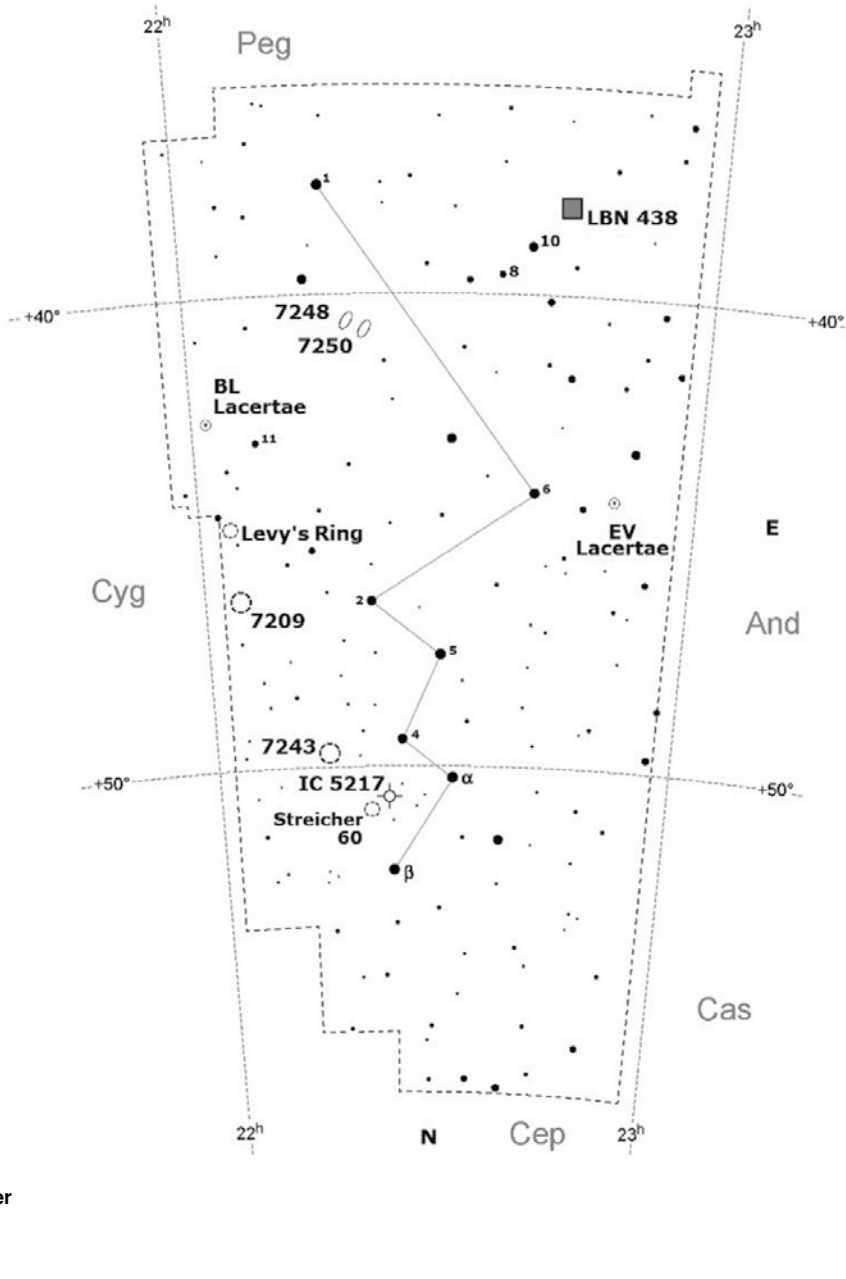 22h
23h
Peg
1
LBN 438
10
8
7248
+40°
+40°
7250
BL
Lacertae
11
6
EV
Lacertae
E
Levy's Ring
Cyg
2
7209
And
5
4
7243
α
IC 5217
+50°
+50°
Streicher
60
β
Cas
22h
N
Cep
23h
er